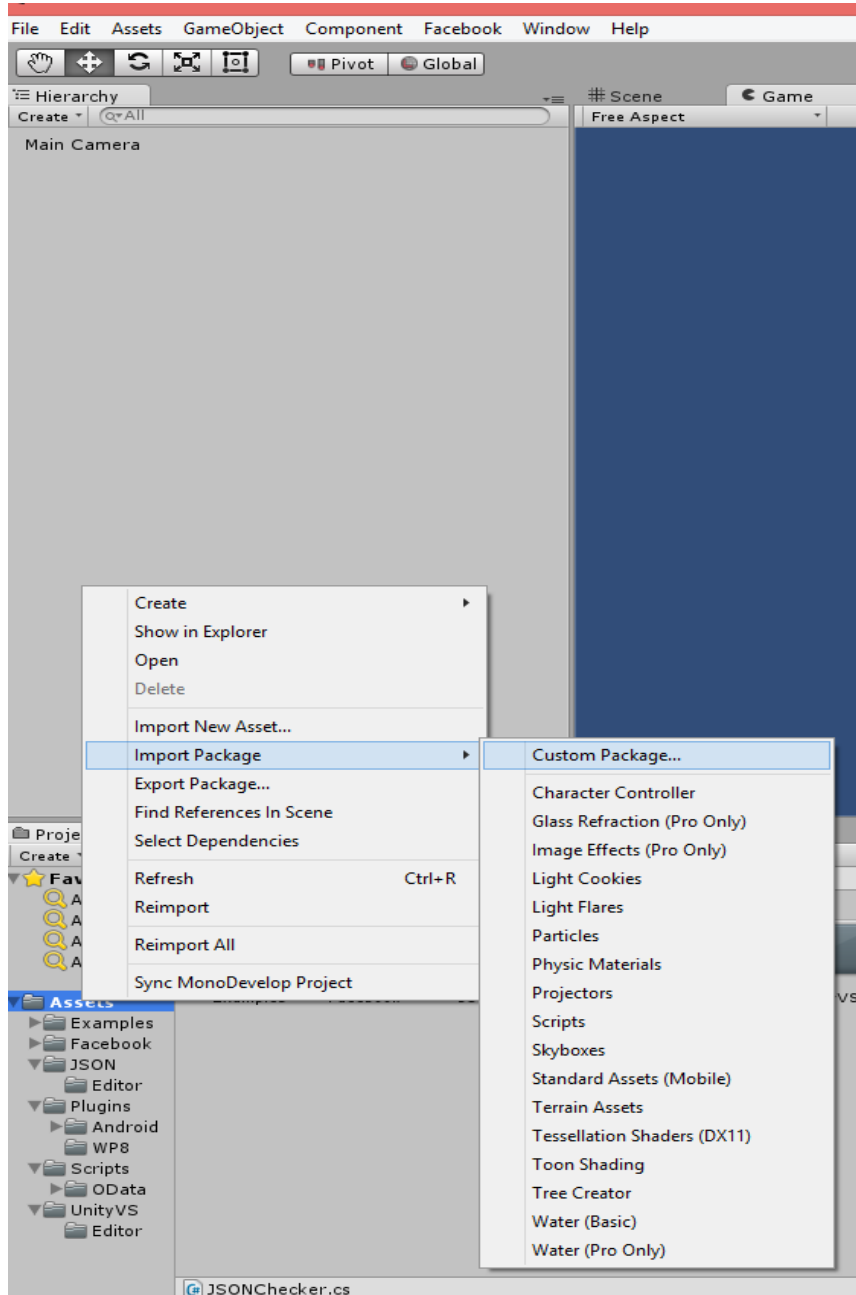 File Edit Assets GameObject Component Facebook Window Help
Pivot Global
Hierarchy
# Scene Game
Create All
Free Aspect
Main Camera
Create
Show in Explorer
Open
Delete
Import New Asset...
Import Package
Export Package...
Find References In Scene
Select Dependencies
Refresh Ctrl+R
Reimport
Reimport All
Sync MonoDevelop Project
Custom Package...
Character Controller
Glass Refraction (Pro Only)
Image Effects (Pro Only)
Light Cookies
Light Flares
Particles
Physic Materials
Projectors
Scripts
Skyboxes
Standard Assets (Mobile)
Terrain Assets
Tessellation Shaders (DX11)
Toon Shading
Tree Creator
Water (Basic)
Water (Pro Only)
Proje
Create
Fav
A
A
A
A
Assets
Examples
Facebook
JSON
Editor
Plugins
Android
WP8
Scripts
OData
UnityVS
Editor
VS
JSONChecker.cs